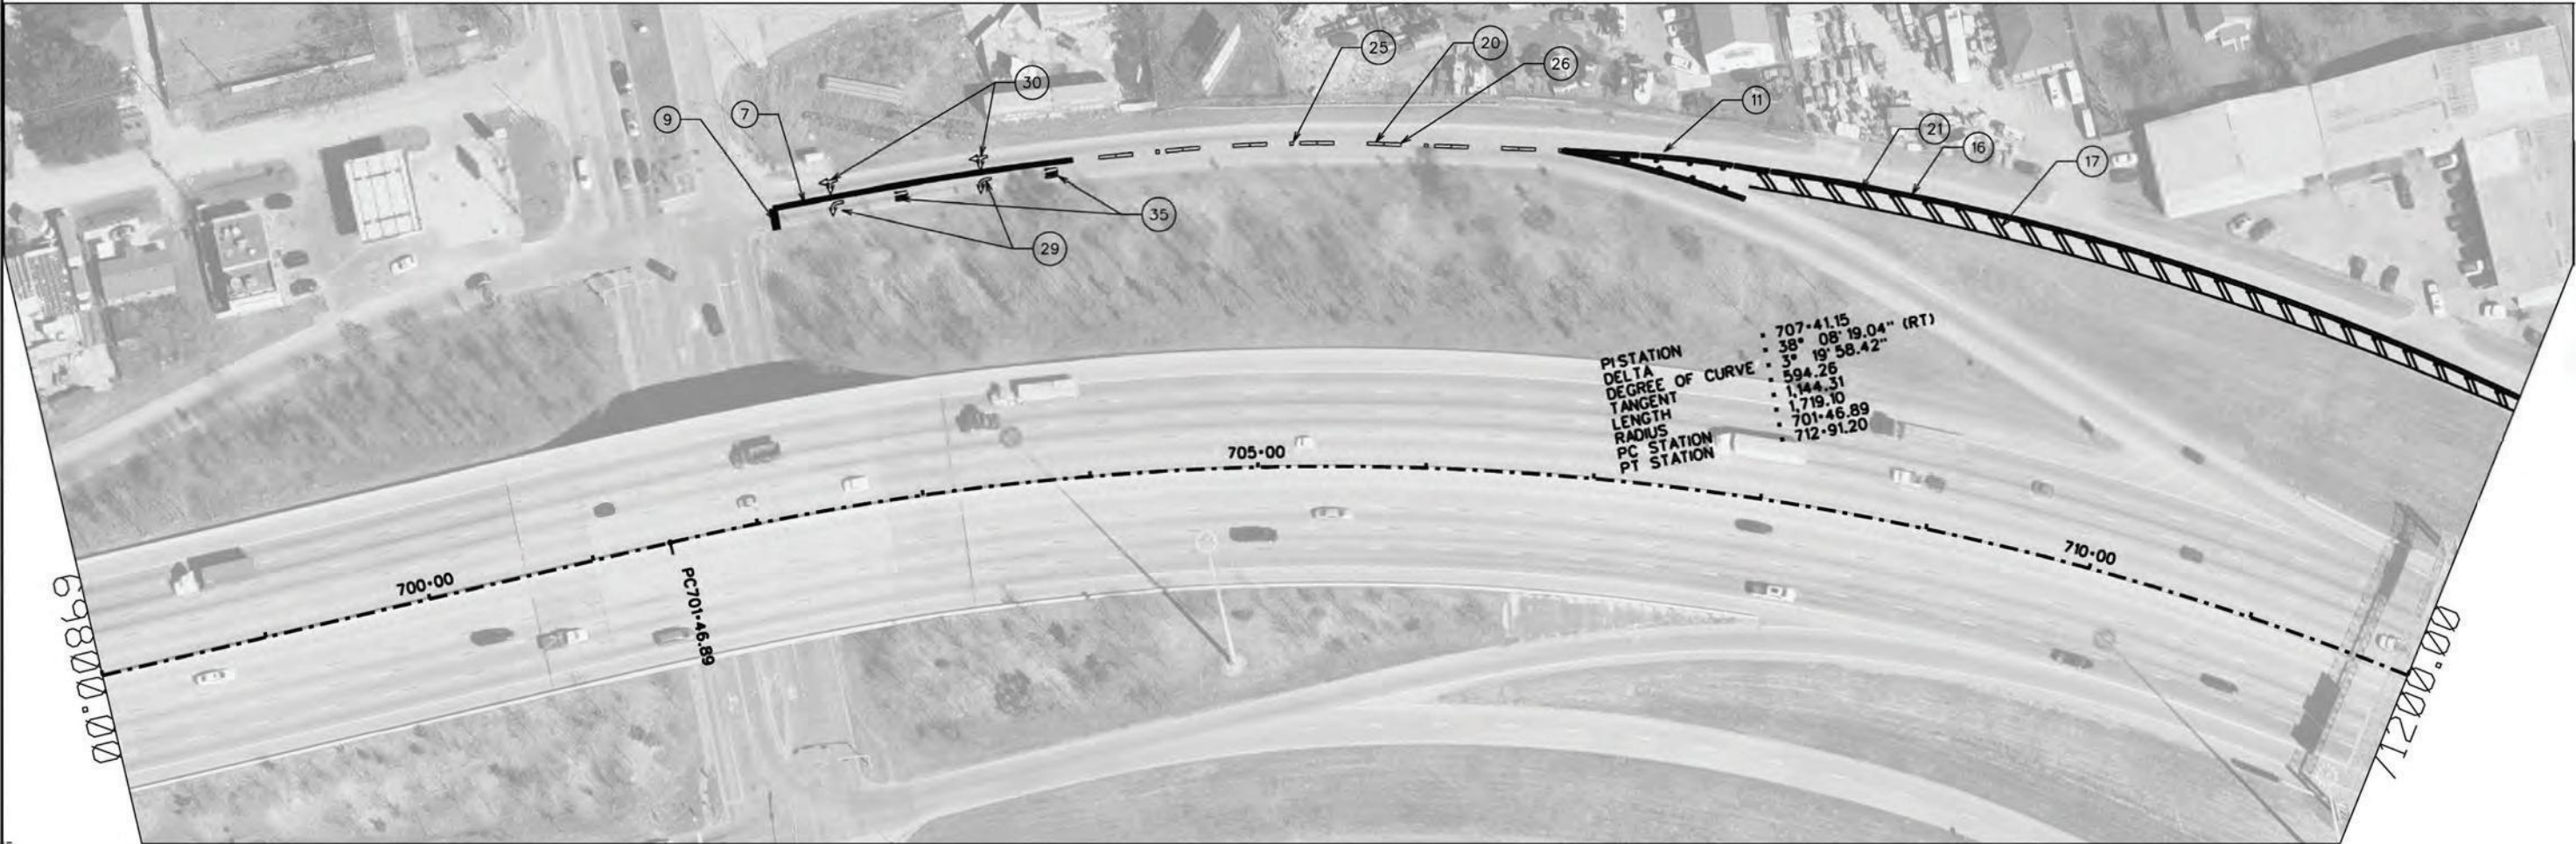 25
20
26
30
9
7
11
21
16
17
35
29
PI STATION : 707+41.15
DELTA : 38° 08' 19.04" (RT)
DEGREE OF CURVE : 3° 19' 58.42"
TANGENT : 594.26
LENGTH : 1,144.31
RADIUS : 1,719.10
PC STATION : 701+46.89
PT STATION : 712+91.20
705+00
710+00
700+00
PC701+46.89
69800.00
71200.00